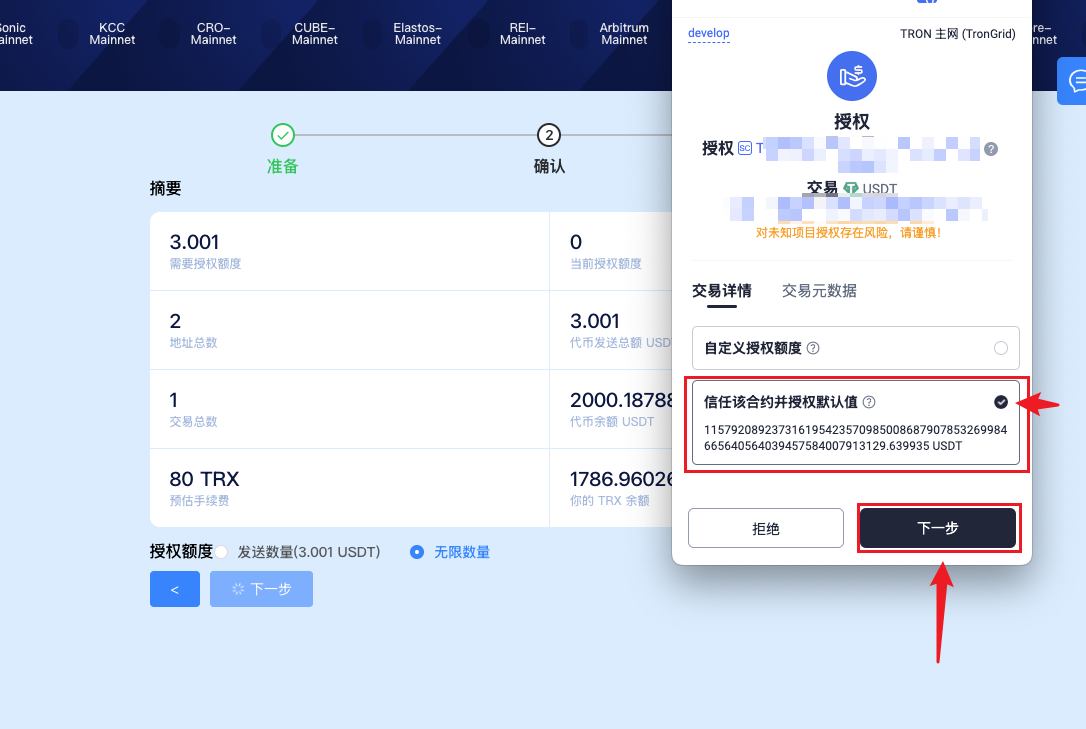 KCC
Mainnet
CRO-
Mainnet
CUBE-
Mainnet
Elastos-
Mainnet
REI-
Mainnet
Arbitrum
Mainnet
develop
TRON 主网 (TronGrid)
授权
授权 SC T
交易 USDT
对未知项目授权存在风险，请谨慎！
准备
2
确认
摘要
3.001
需要授权额度
0
当前授权额度
2
地址总数
3.001
代币发送总额 USD
1
交易总数
2000.18788
代币余额 USDT
80 TRX
预估手续费
1786.96026
你的 TRX 余额
授权额度
发送数量(3.001 USDT)
无限数量
<
下一步
交易详情
交易元数据
自定义授权额度
信任该合约并授权默认值
115792089237316195423570985008687907853269984
665640564039457584007913129.639935 USDT
拒绝
下一步